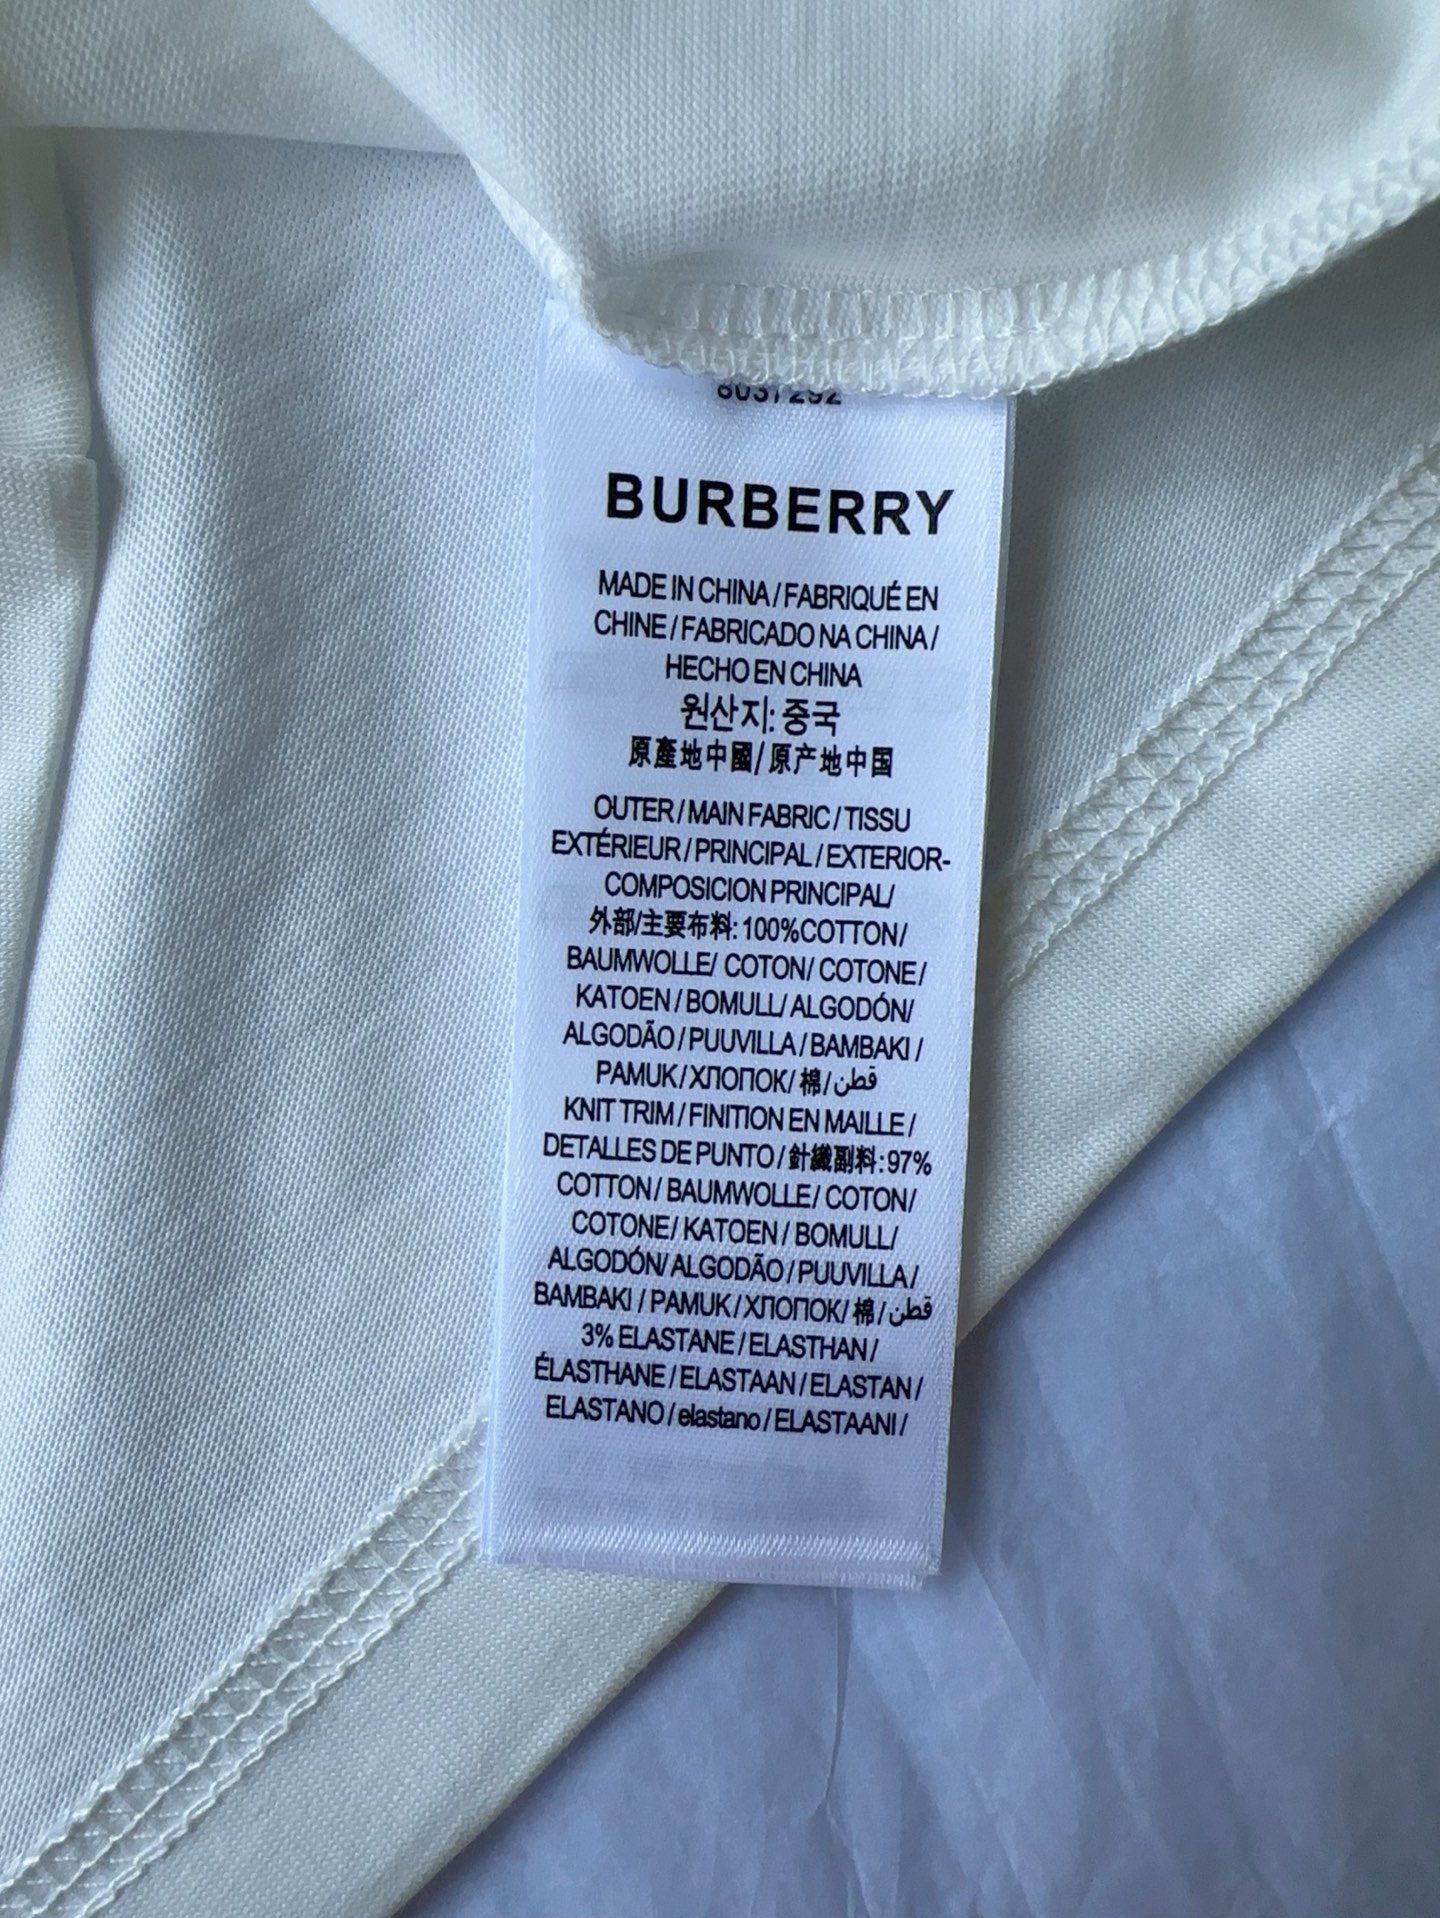 8037292
BURBERRY
MADE IN CHINA / FABRIQUÉ EN
CHINE / FABRICADO NA CHINA /
HECHO EN CHINA
원산지: 중국
原產地中國/ 原产地中国
OUTER / MAIN FABRIC / TISSU
EXTÉRIEUR / PRINCIPAL / EXTERIOR-
COMPOSICION PRINCIPAL/
外部/主要布料: 100%COTTON/
BAUMWOLLE/ COTON/ COTONE/
KATOEN / BOMULL/ ALGODÓN/
ALGODÃO / PUUVILLA / BAMBAKI /
PAMUK / ХЛОПОК/ 棉/ قطن
KNIT TRIM / FINITION EN MAILLE /
DETALLES DE PUNTO / 針織副料: 97%
COTTON / BAUMWOLLE/ COTON/
COTONE/ KATOEN / BOMULL/
ALGODÓN/ ALGODÃO / PUUVILLA /
BAMBAKI / PAMUK / ХЛОПОК/ 棉/ قطن
3% ELASTANE / ELASTHAN /
ÉLASTHANE / ELASTAAN / ELASTAN /
ELASTANO / elastano / ELASTAANI /